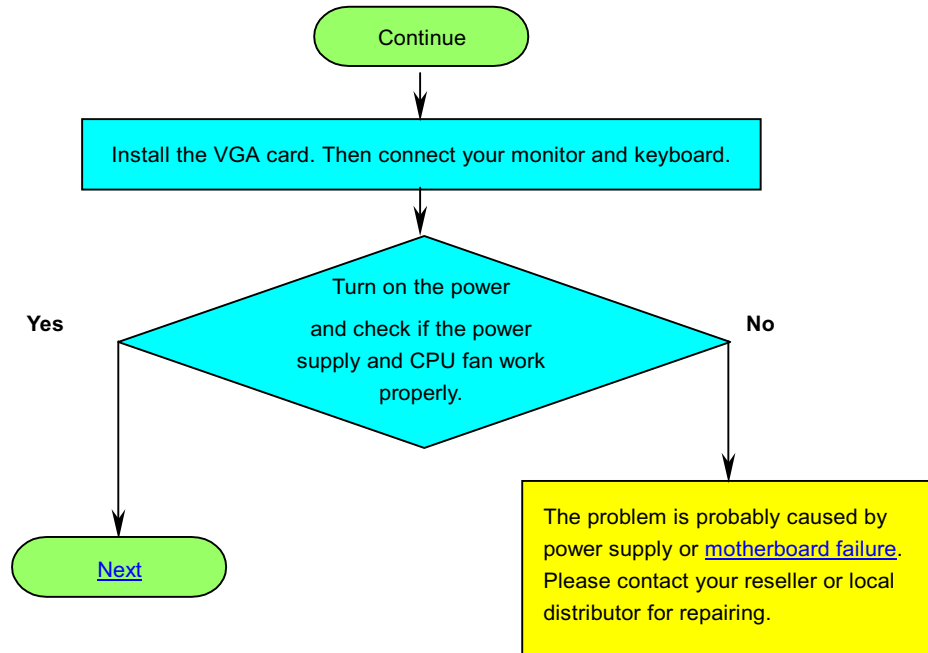 Continue
Install the VGA card. Then connect your monitor and keyboard.
Turn on the power
and check if the power
supply and CPU fan work
properly.
Yes
No
Next
The problem is probably caused by
power supply or motherboard failure.
Please contact your reseller or local
distributor for repairing.